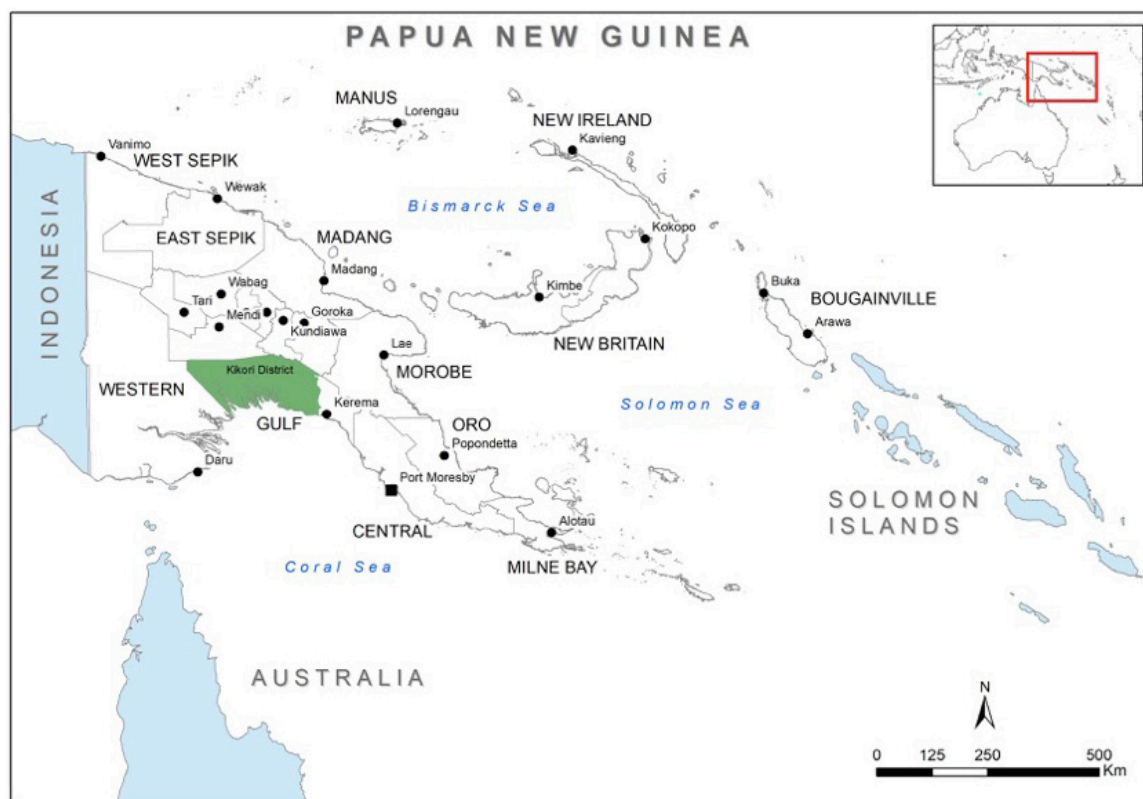 PAPUA NEW GUINEA
MANUS
Lorengau
NEW IRELAND
Kavieng
Vanimo
WEST SEPIK
Wewak
Bismarck Sea
INDONESIA
EAST SEPIK
MADANG
Kokopo
Madang
Wabag
Tari
Kimbe
Buka
BOUGAINVILLE
Mendi
Goroka
Kundiawa
Arawa
NEW BRITAIN
Lae
MOROBE
Kikori District
WESTERN
Kerema
Solomon Sea
GULF
ORO
Popondetta
Daru
Port Moresby
SOLOMON
ISLANDS
CENTRAL
Alotau
MILNE BAY
Coral Sea
AUSTRALIA
N
0 125 250 500
Km